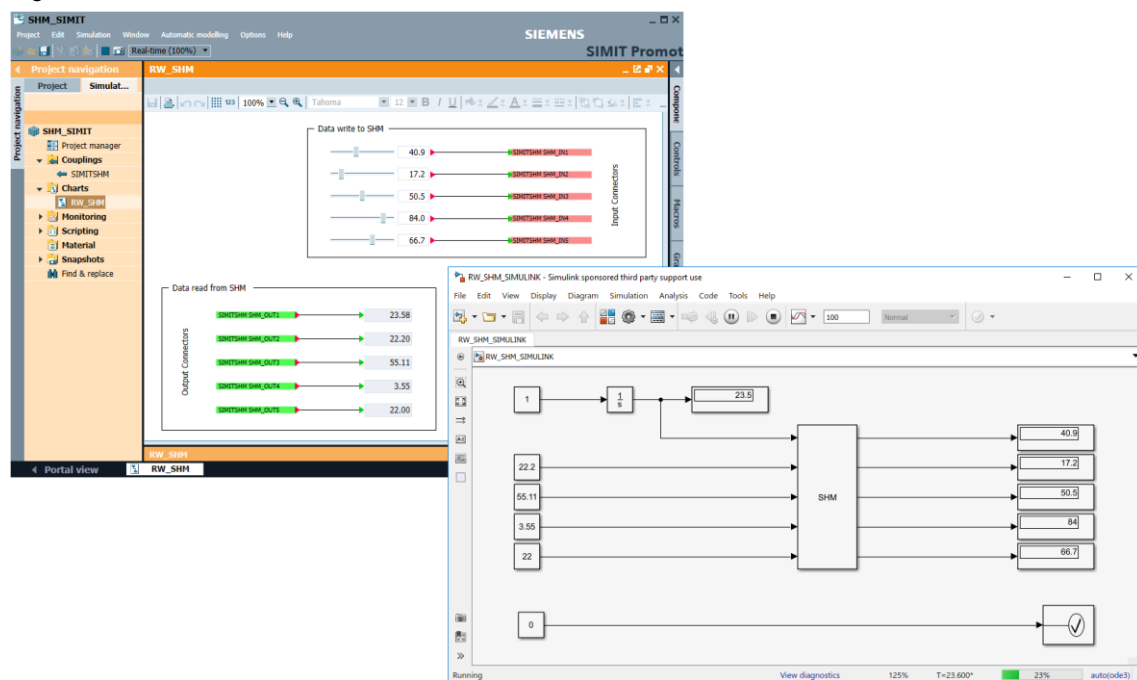 SHM_SIMIT
Project Edit Simulation Window Automatic modelling Options Help
SIEMENS
SIMIT Promot
Real-time (100%)
Project navigation
RW_SHM
Project Simulat...
100% Tahoma 12 B I U
Project navigation
SHM_SIMIT
Project manager
Couplings
SIMITSHM
Charts
RW_SHM
Monitoring
Scripting
Material
Snapshots
Find & replace
Data write to SHM
40.9 SIMITSHM SHM_IN1
17.2 SIMITSHM SHM_IN2
50.5 SIMITSHM SHM_IN3
84.0 SIMITSHM SHM_IN4
66.7 SIMITSHM SHM_IN5
Input Connectors
Compone
Controls
Macros
Gra
Data read from SHM
SIMITSHM SHM_OUT1 23.58
SIMITSHM SHM_OUT2 22.20
SIMITSHM SHM_OUT3 55.11
SIMITSHM SHM_OUT4 3.55
SIMITSHM SHM_OUT5 22.00
Output Connectors
RW_SHM
Portal view RW_SHM
RW_SHM_SIMULINK - Simulink sponsored third party support use
File Edit View Display Diagram Simulation Analysis Code Tools Help
100 Normal
RW_SHM_SIMULINK
RW_SHM_SIMULINK
1
1
s
23.5
40.9
22.2
17.2
55.11
SHM
50.5
3.55
84
22
66.7
0
Running View diagnostics 125% T=23.600* 23% auto(ode3)